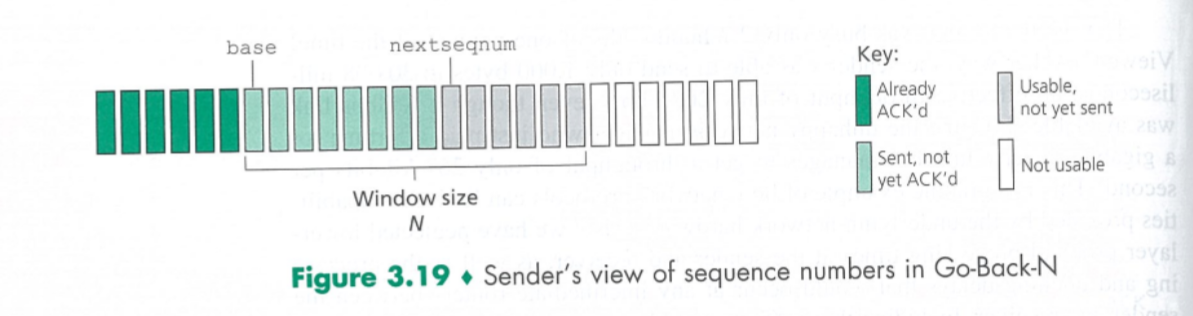 base
nextseqnum
Window size
N
Key:
Already
ACK'd
Sent, not
yet ACK'd
Usable,
not yet sent
Not usable
Figure 3.19 ♦ Sender's view of sequence numbers in Go-Back-N